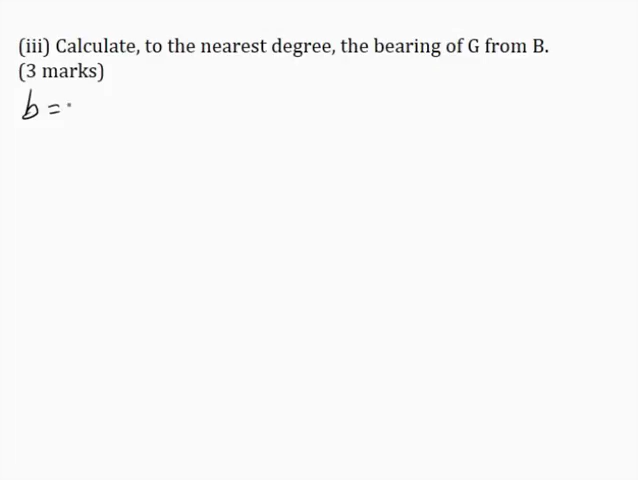 (iii) Calculate, to the nearest degree, the bearing of G from B.
(3 marks)
b =